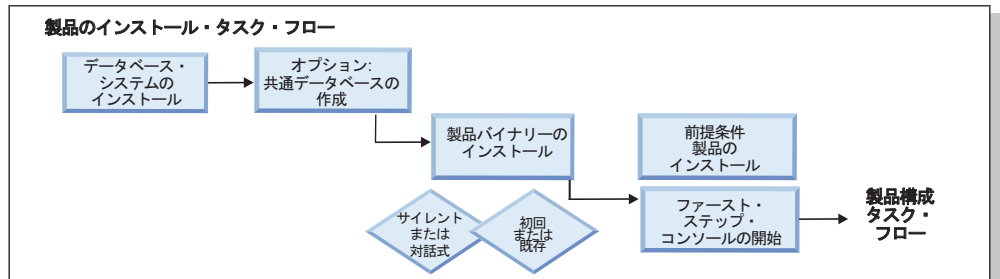 製品のインストール・タスク・フロー
データベース・
システムの
インストール
オプション:
共通データベースの
作成
製品バイナリーの
インストール
サイレント
または
対話式
初回
または
既存
前提条件
製品の
インストール
ファースト・
ステップ・
コンソールの開始
製品構成
タスク・
フロー